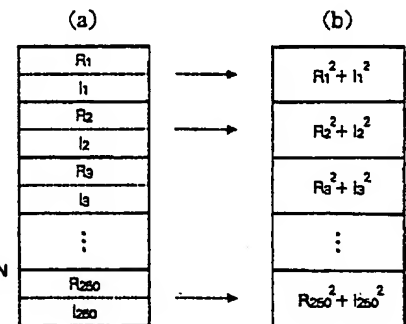 (a) (b)
R₁
I₁
R₁² + I₁²
R₂
I₂
R₂² + I₂²
R₃
I₃
R₃² + I₃²
⋮ ⋮
N
R₂₅₀
I₂₅₀
R₂₅₀² + I₂₅₀²